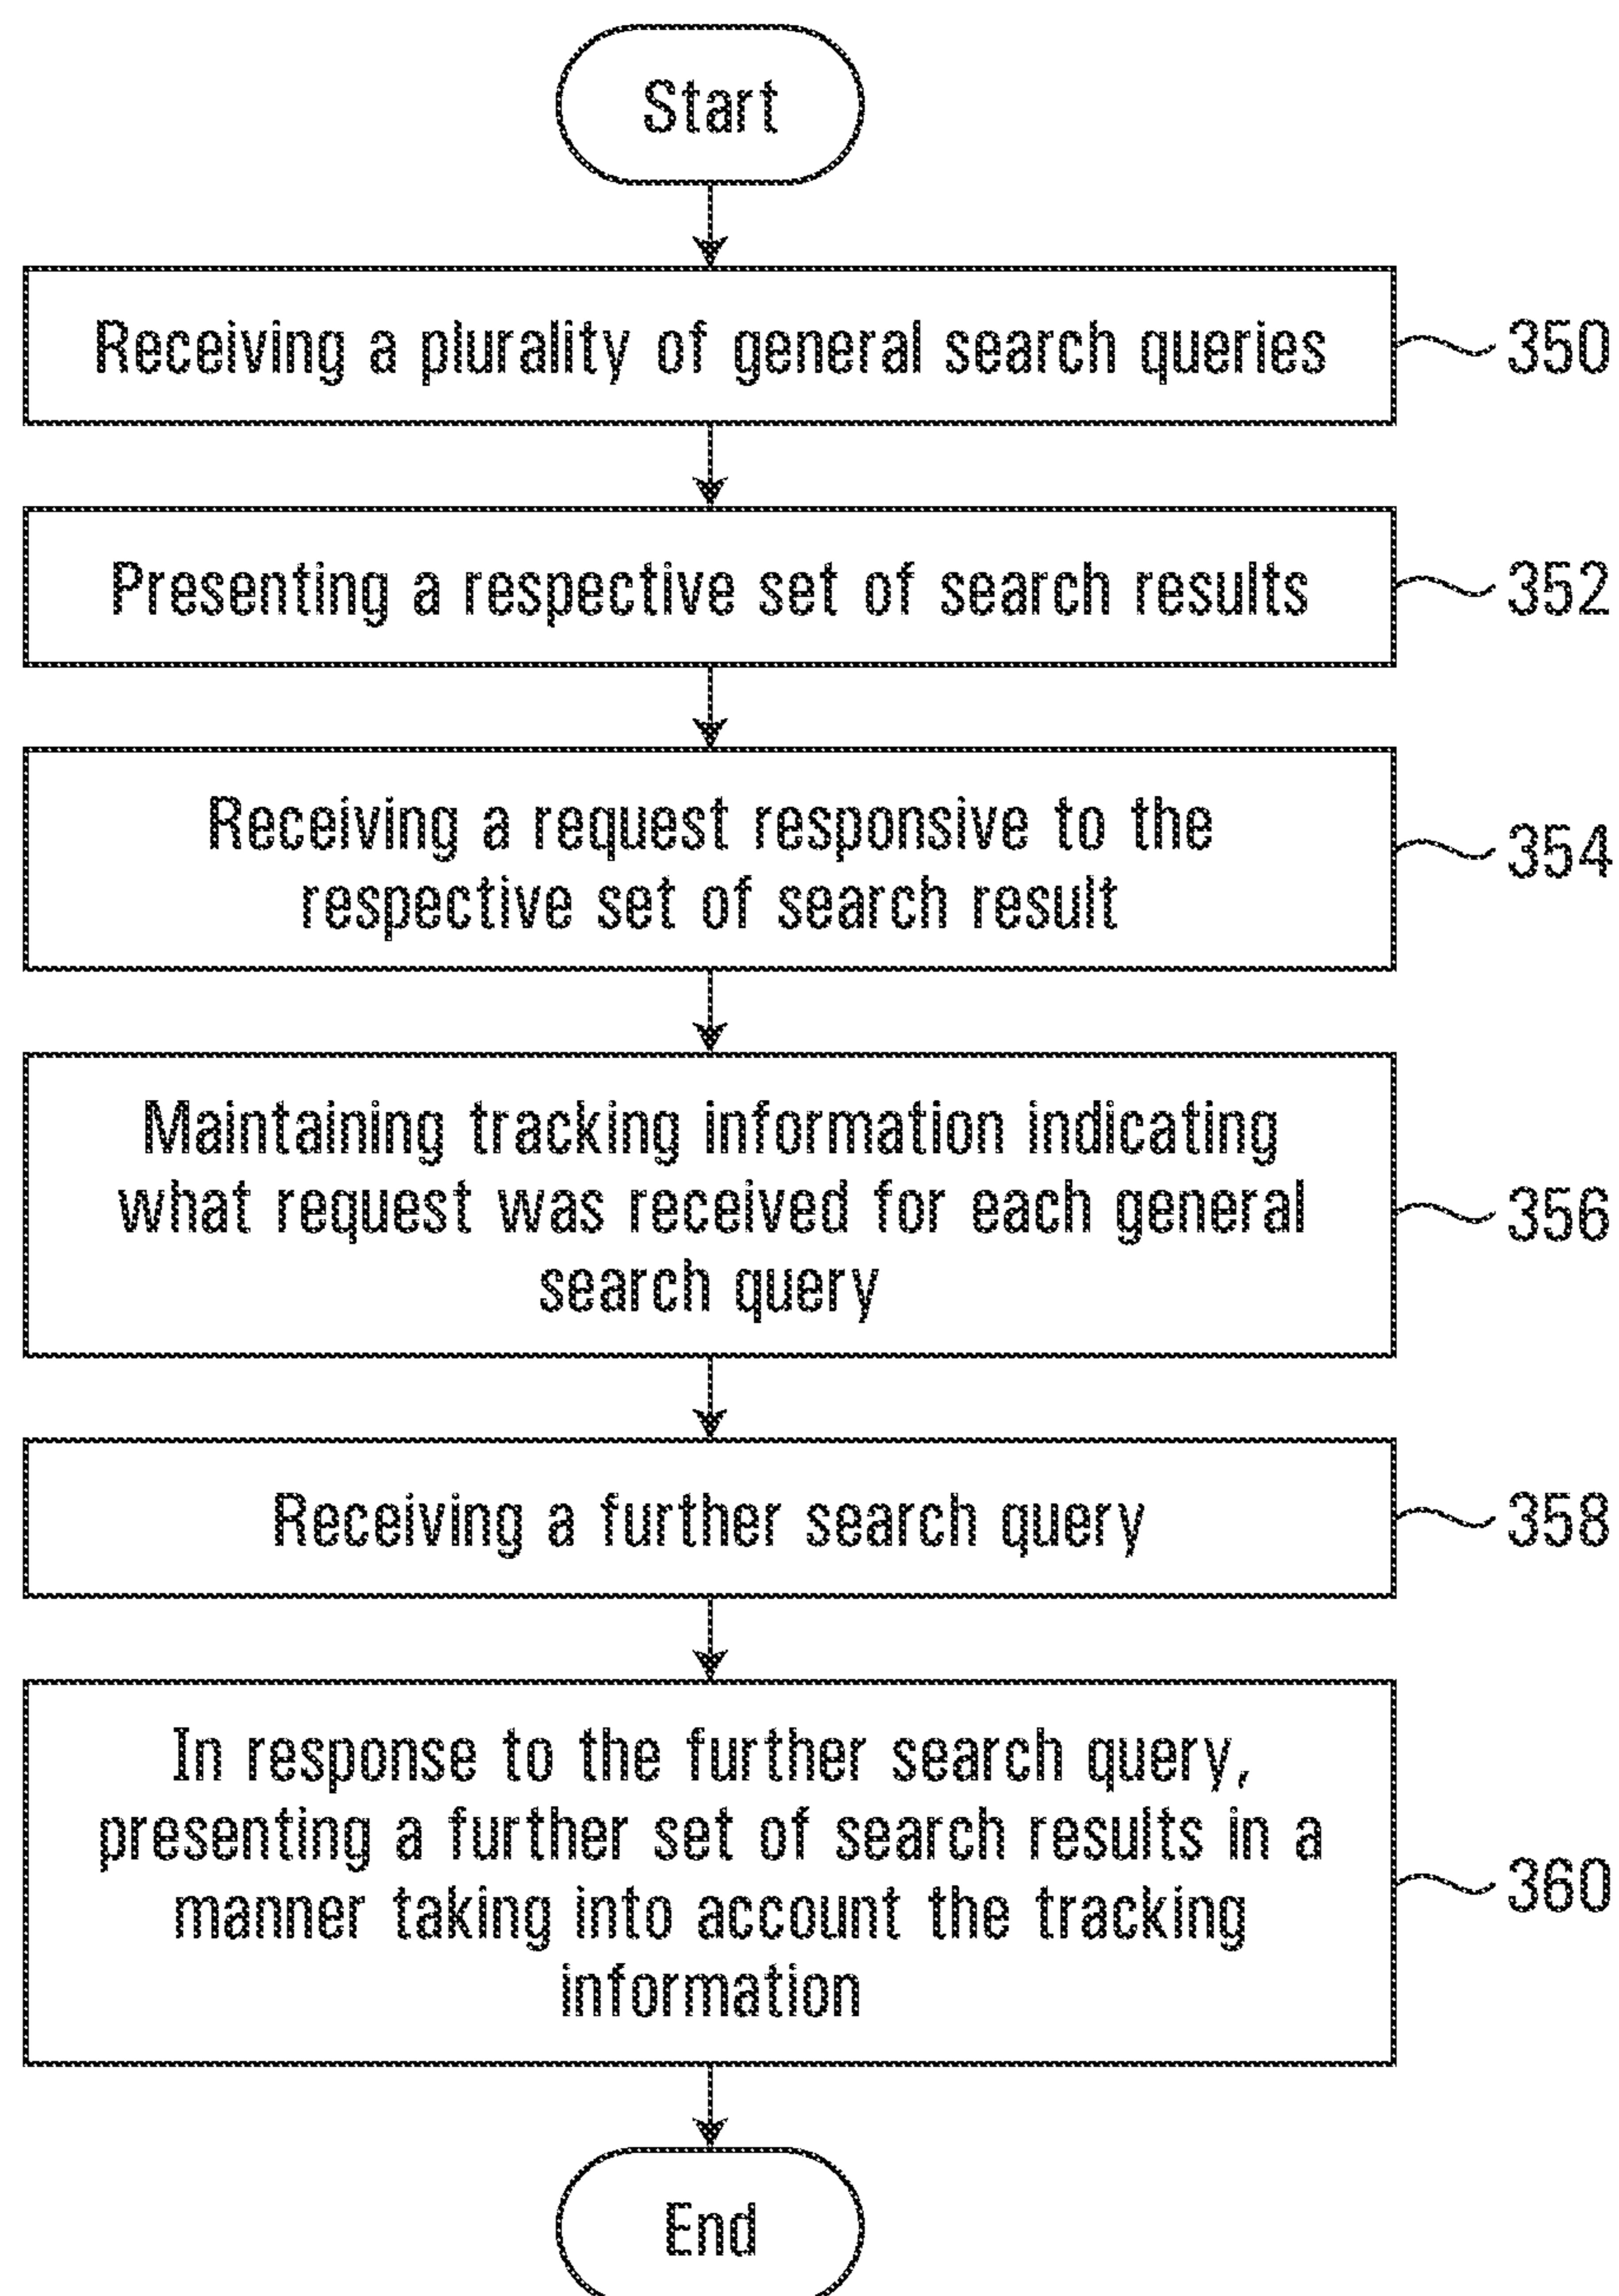 Start
Receiving a plurality of general search queries
350
Presenting a respective set of search results
352
Receiving a request responsive to the
respective set of search result
354
Maintaining tracking information indicating
what request was received for each general
search query
356
Receiving a further search query
358
In response to the further search query,
presenting a further set of search results in a
manner taking into account the tracking
information
360
End